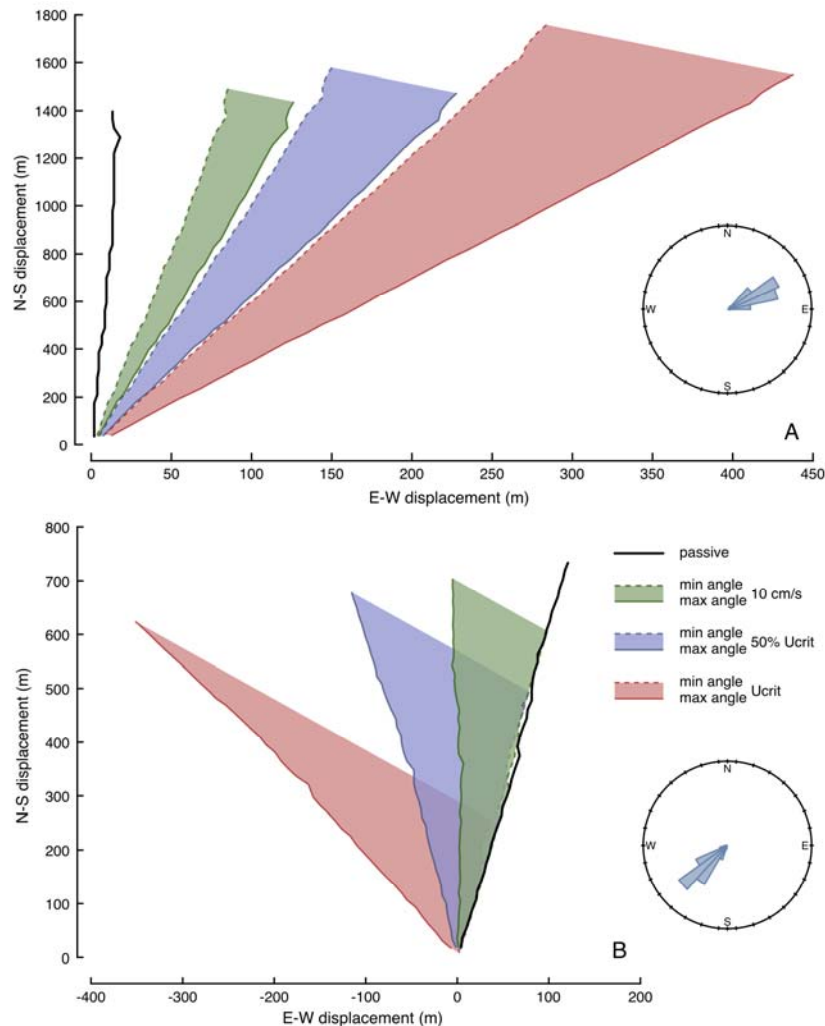 1800
1600
1400
1200
1000
800
600
400
200
0
N-S displacement (m)
N
W
E
S
A
0
50
100
150
200
250
300
350
400
450
E-W displacement (m)
800
700
600
500
400
300
200
100
0
N-S displacement (m)
passive
min angle
max angle 10 cm/s
min angle
max angle 50% Ucrit
min angle
max angle Ucrit
N
W
E
S
B
-400
-300
-200
-100
0
100
200
E-W displacement (m)